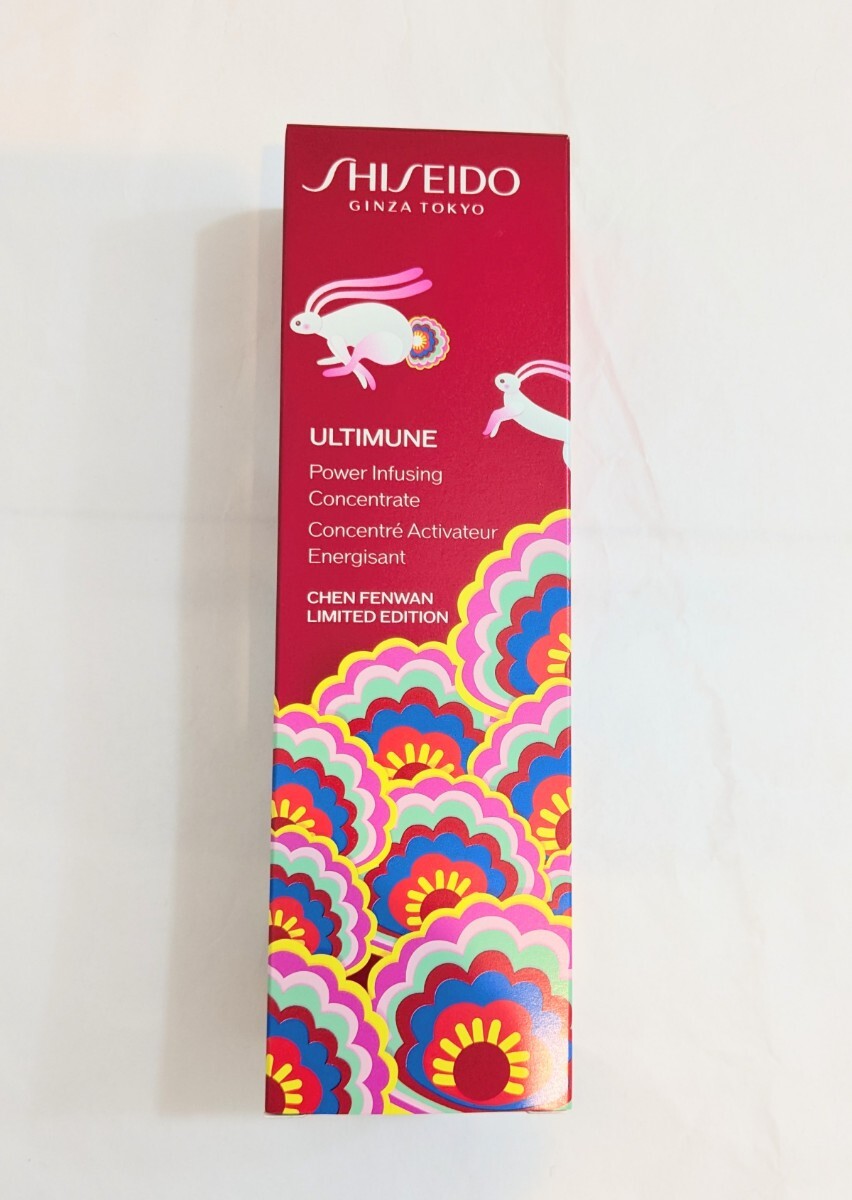 SHISEIDO
GINZA TOKYO
ULTIMUNE
Power Infusing
Concentrate
Concentré Activateur
Energisant
CHEN FENWAN
LIMITED EDITION